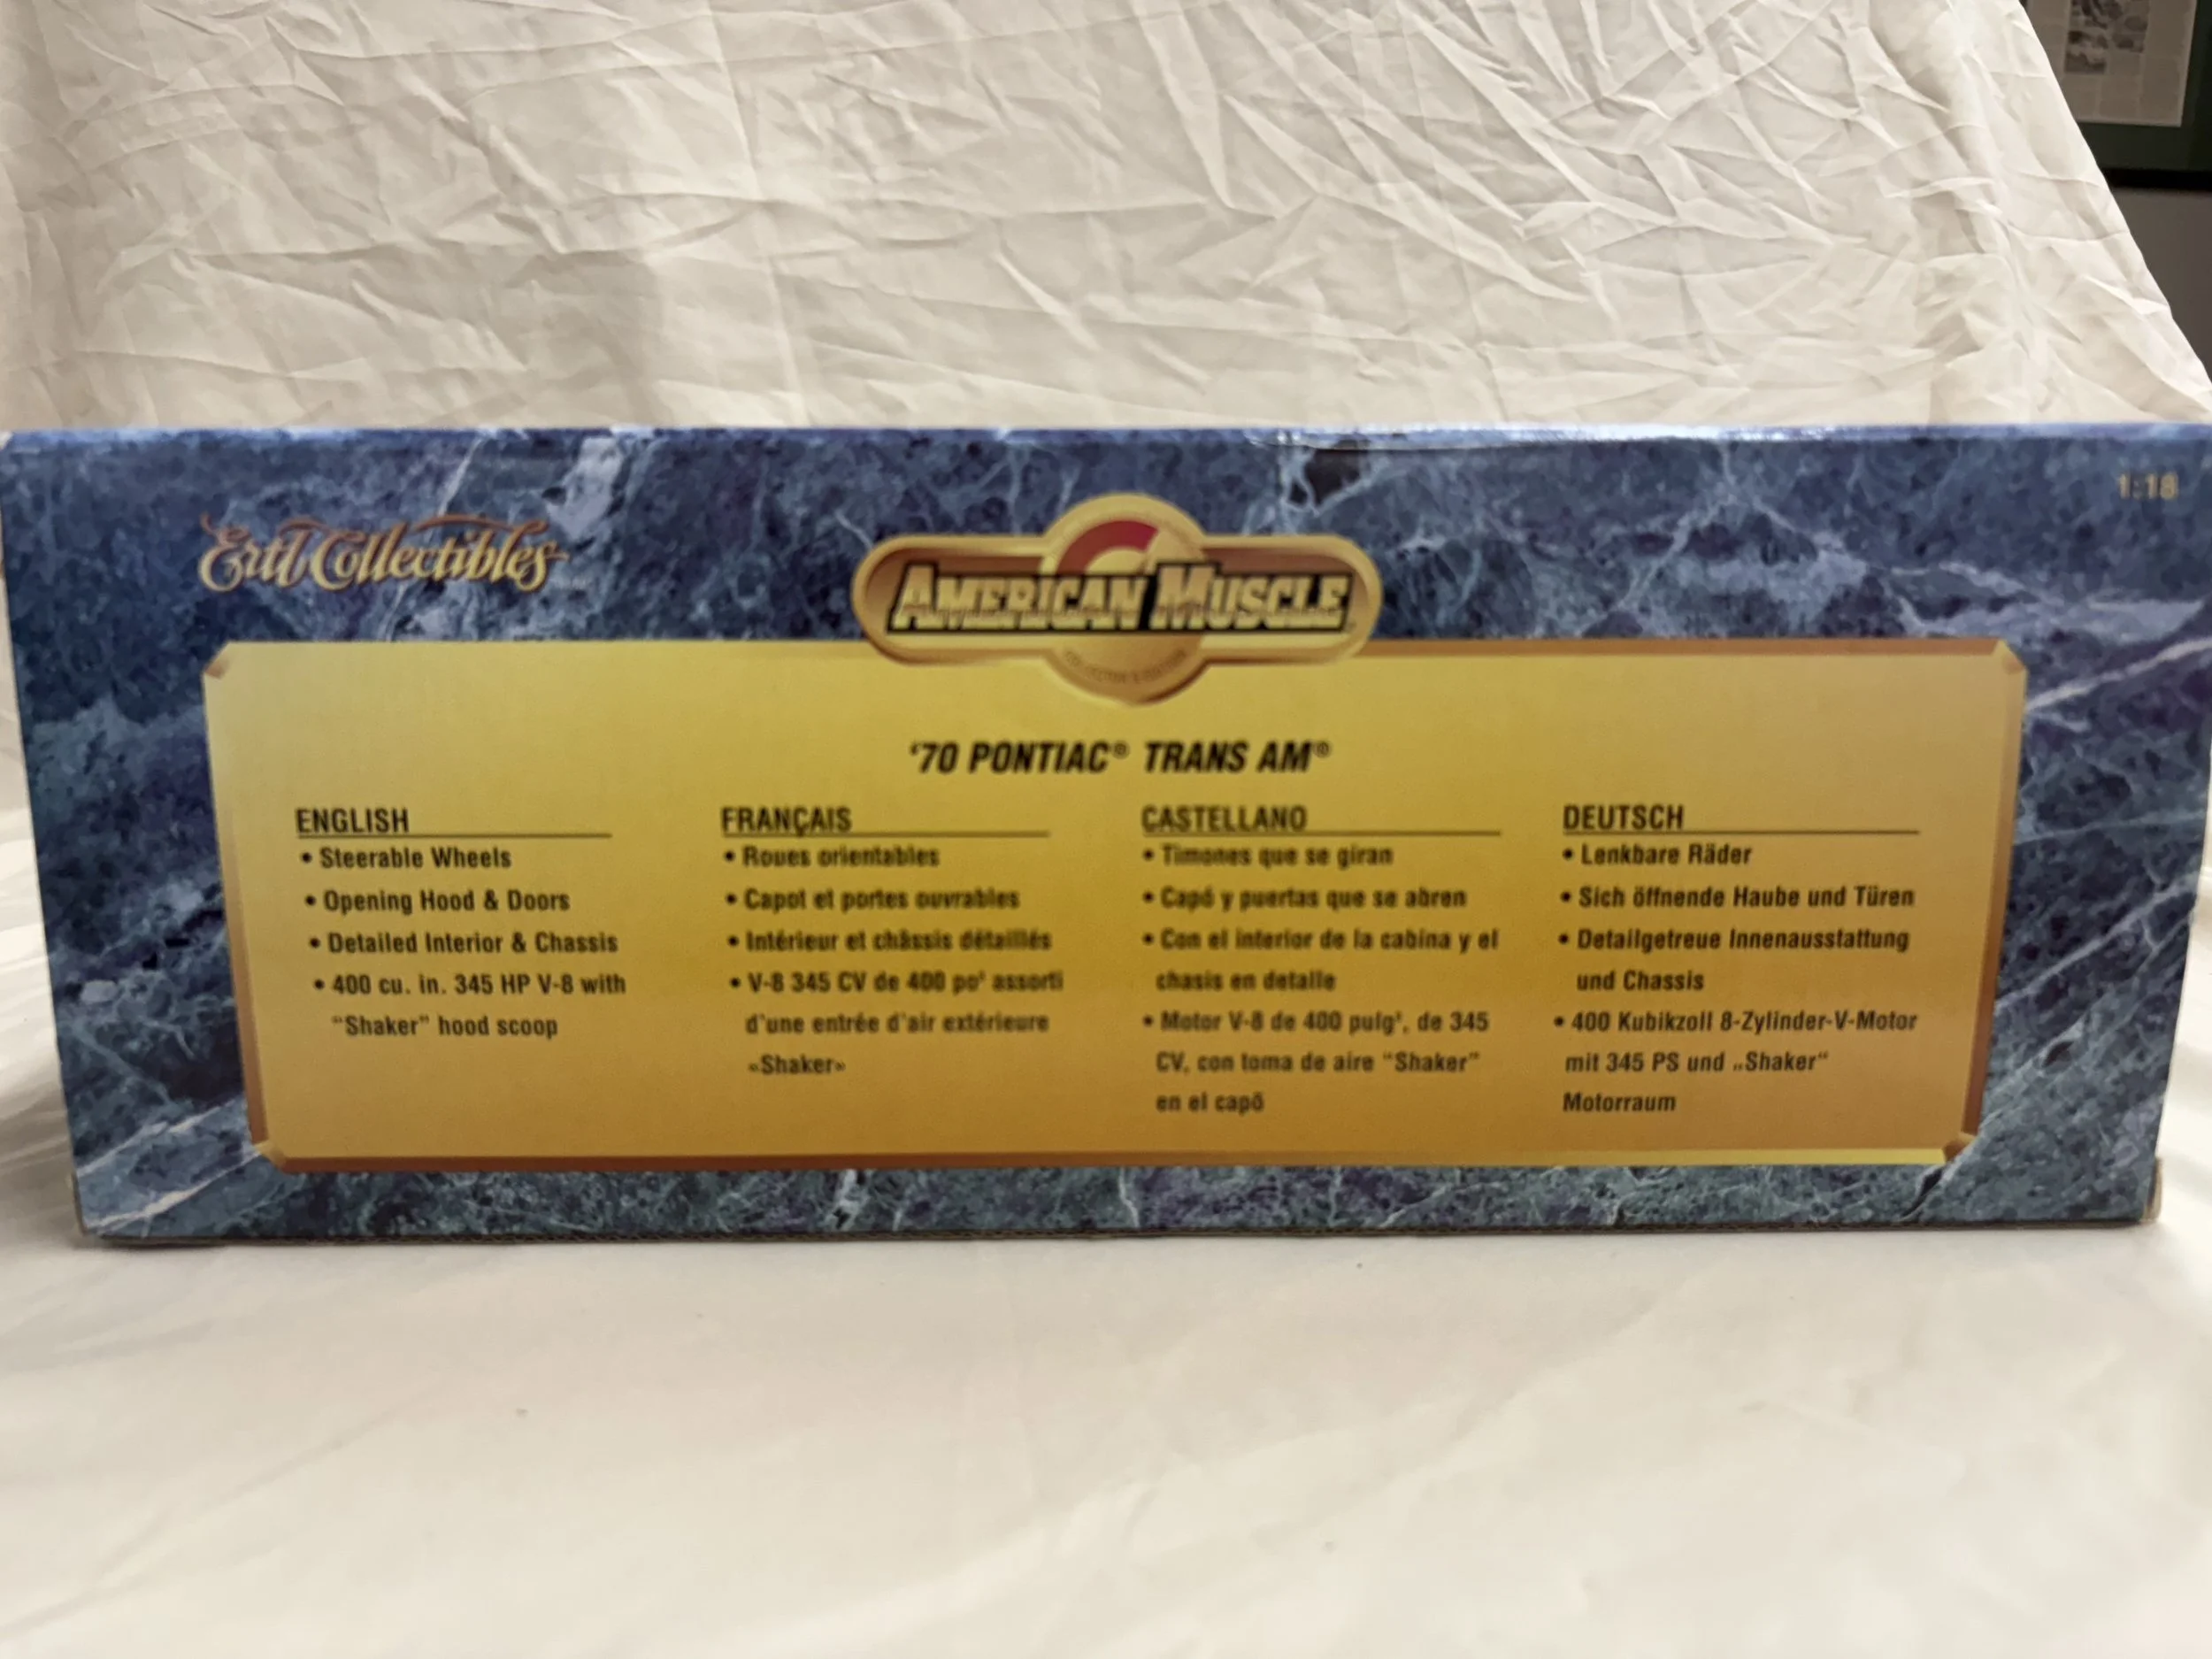 1:18
Ertl Collectibles
AMERICAN MUSCLE
'70 PONTIAC® TRANS AM®
ENGLISH
• Steerable Wheels
• Opening Hood & Doors
• Detailed Interior & Chassis
• 400 cu. in. 345 HP V-8 with
"Shaker" hood scoop
FRANÇAIS
• Roues orientables
• Capot et portes ouvrables
• Intérieur et châssis détaillés
• V-8 345 CV de 400 po³ assorti
d'une entrée d'air extérieure
«Shaker»
CASTELLANO
• Timones que se giran
• Capó y puertas que se abren
• Con el interior de la cabina y el
chasis en detalle
• Motor V-8 de 400 pulg³, de 345
CV, con toma de aire "Shaker"
en el capó
DEUTSCH
• Lenkbare Räder
• Sich öffnende Haube und Türen
• Detailgetreue Innenausstattung
und Chassis
• 400 Kubikzoll 8-Zylinder-V-Motor
mit 345 PS und „Shaker“
Motorraum